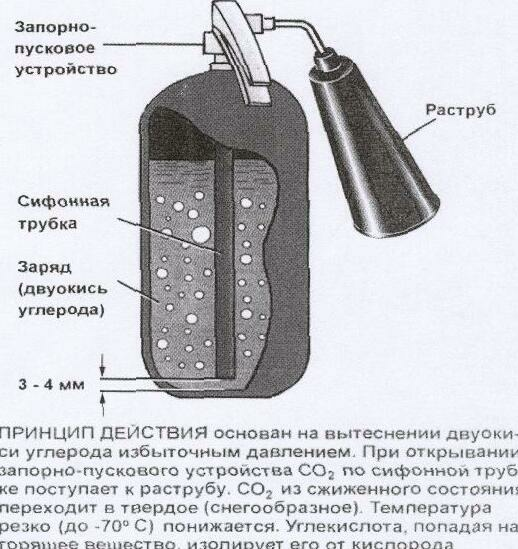 Запорно-
пусковое
устройство
Раструб
Сифонная
трубка
Заряд
(двуокись
углерода)
3 - 4 мм
ПРИНЦИП ДЕЙСТВИЯ основан на вытеснении двуоки-
си углерода избыточным давлением. При открывании
запорно-пускового устройства CO₂ по сифонной труб-
ке поступает к раструбу. CO₂ из сжиженного состояния
переходит в твердое (снегообразное). Температура
резко (до -70° С) понижается. Углекислота, попадая на
горящее вещество, изолирует его от кислорода